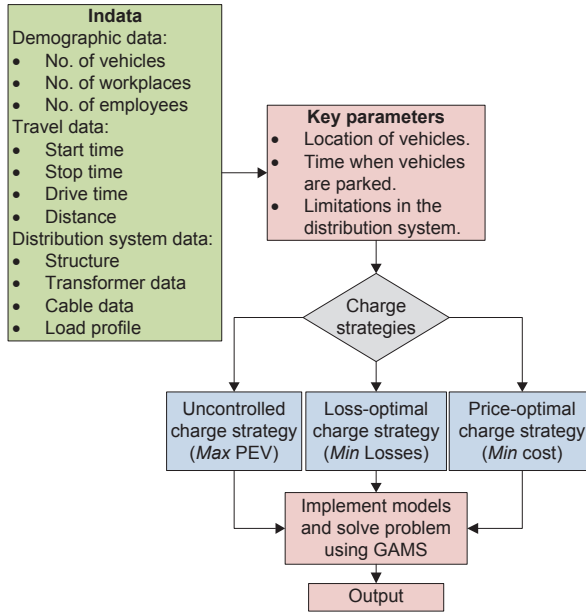 Indata
Demographic data:
• No. of vehicles
• No. of workplaces
• No. of employees
Travel data:
• Start time
• Stop time
• Drive time
• Distance
Distribution system data:
• Structure
• Transformer data
• Cable data
• Load profile
Key parameters
• Location of vehicles.
• Time when vehicles
are parked.
• Limitations in the
distribution system.
Charge
strategies
Uncontrolled
charge strategy
(Max PEV)
Loss-optimal
charge strategy
(Min Losses)
Price-optimal
charge strategy
(Min cost)
Implement models
and solve problem
using GAMS
Output